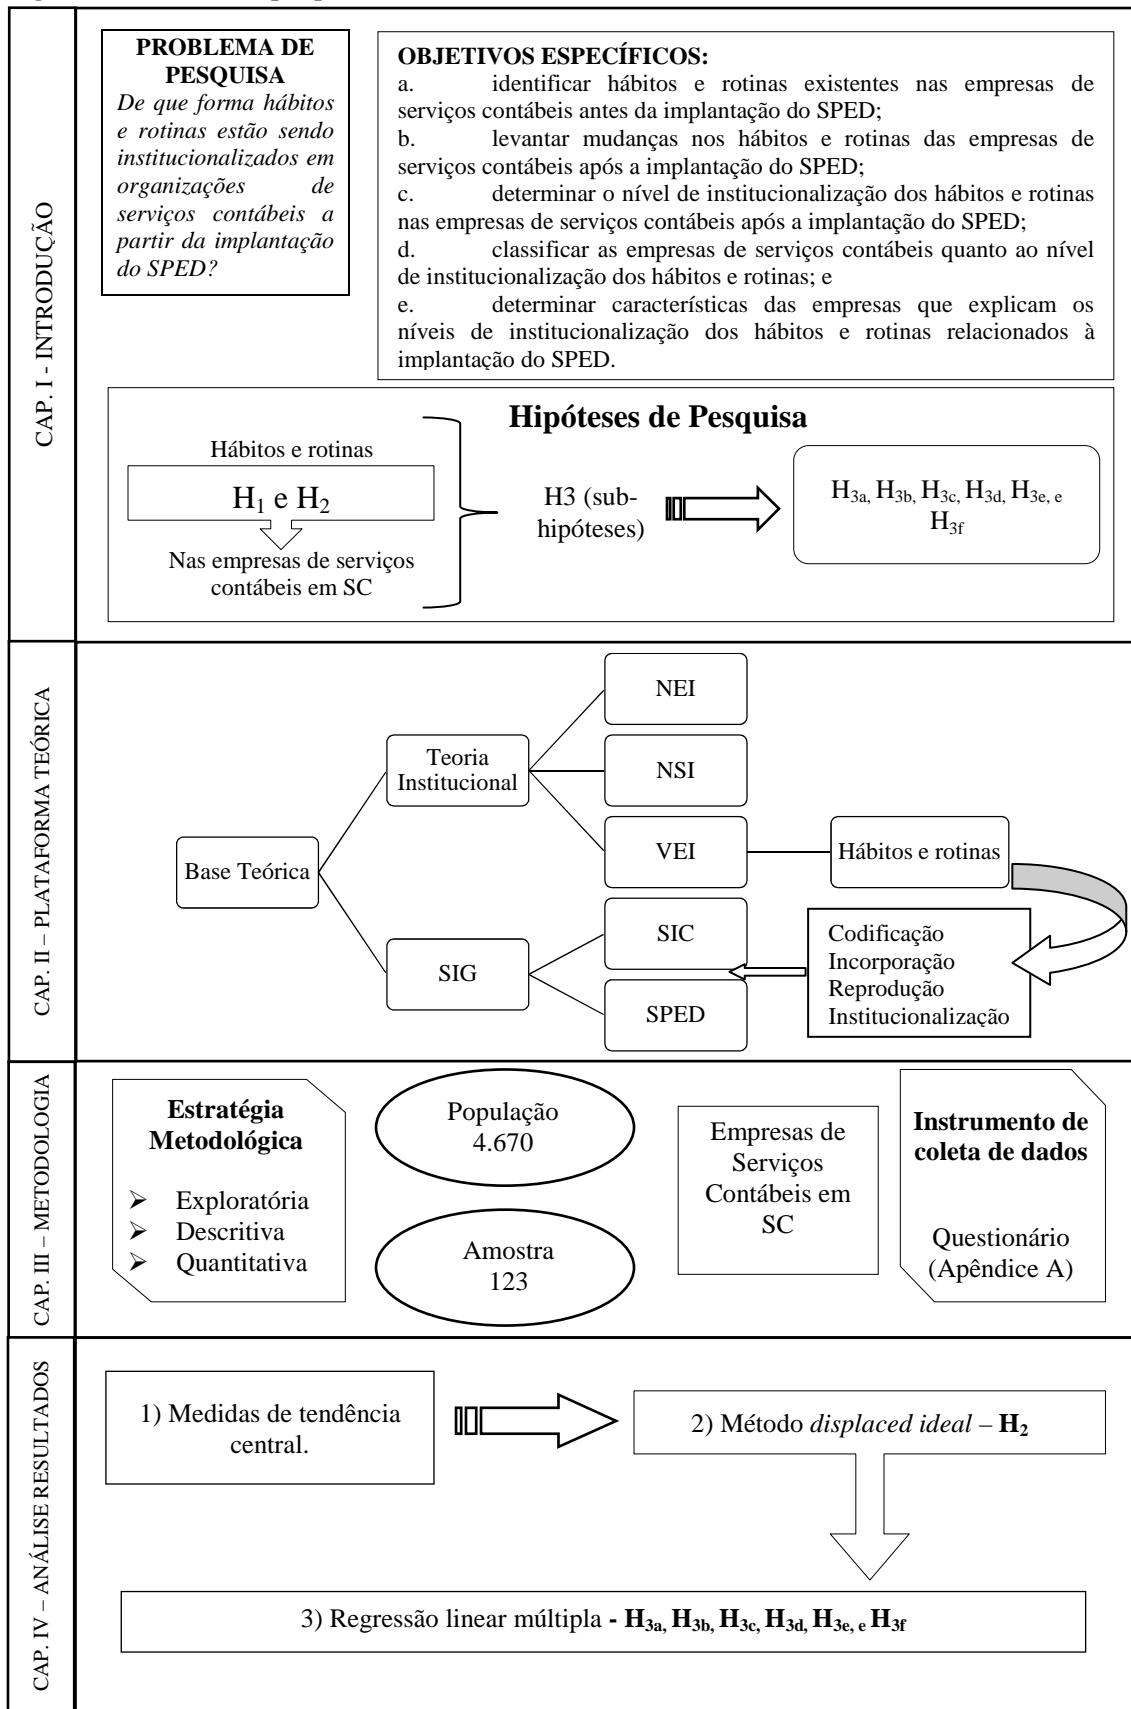 CAP. I - INTRODUÇÃO
PROBLEMA DE
PESQUISA
De que forma hábitos
e rotinas estão sendo
institucionalizados em
organizações de
serviços contábeis a
partir da implantação
do SPED?
OBJETIVOS ESPECÍFICOS:
a. identificar hábitos e rotinas existentes nas empresas de
serviços contábeis antes da implantação do SPED;
b. levantar mudanças nos hábitos e rotinas das empresas de
serviços contábeis após a implantação do SPED;
c. determinar o nível de institucionalização dos hábitos e rotinas
nas empresas de serviços contábeis após a implantação do SPED;
d. classificar as empresas de serviços contábeis quanto ao nível
de institucionalização dos hábitos e rotinas; e
e. determinar características das empresas que explicam os
níveis de institucionalização dos hábitos e rotinas relacionados à
implantação do SPED.
Hipóteses de Pesquisa
Hábitos e rotinas
H1 e H2
Nas empresas de serviços
contábeis em SC
H3 (sub-
hipóteses)
H3a, H3b, H3c, H3d, H3e, e
H3f
CAP. II – PLATAFORMA TEÓRICA
Base Teórica
Teoria
Institucional
SIG
NEI
NSI
VEI
SIC
SPED
Hábitos e rotinas
Codificação
Incorporação
Reprodução
Institucionalização
CAP. III – METODOLOGIA
Estratégia
Metodológica
➢ Exploratória
➢ Descritiva
➢ Quantitativa
População
4.670
Amostra
123
Empresas de
Serviços
Contábeis em
SC
Instrumento de
coleta de dados
Questionário
(Apêndice A)
CAP. IV – ANÁLISE RESULTADOS
1) Medidas de tendência
central.
2) Método displaced ideal – H2
3) Regressão linear múltipla - H3a, H3b, H3c, H3d, H3e, e H3f